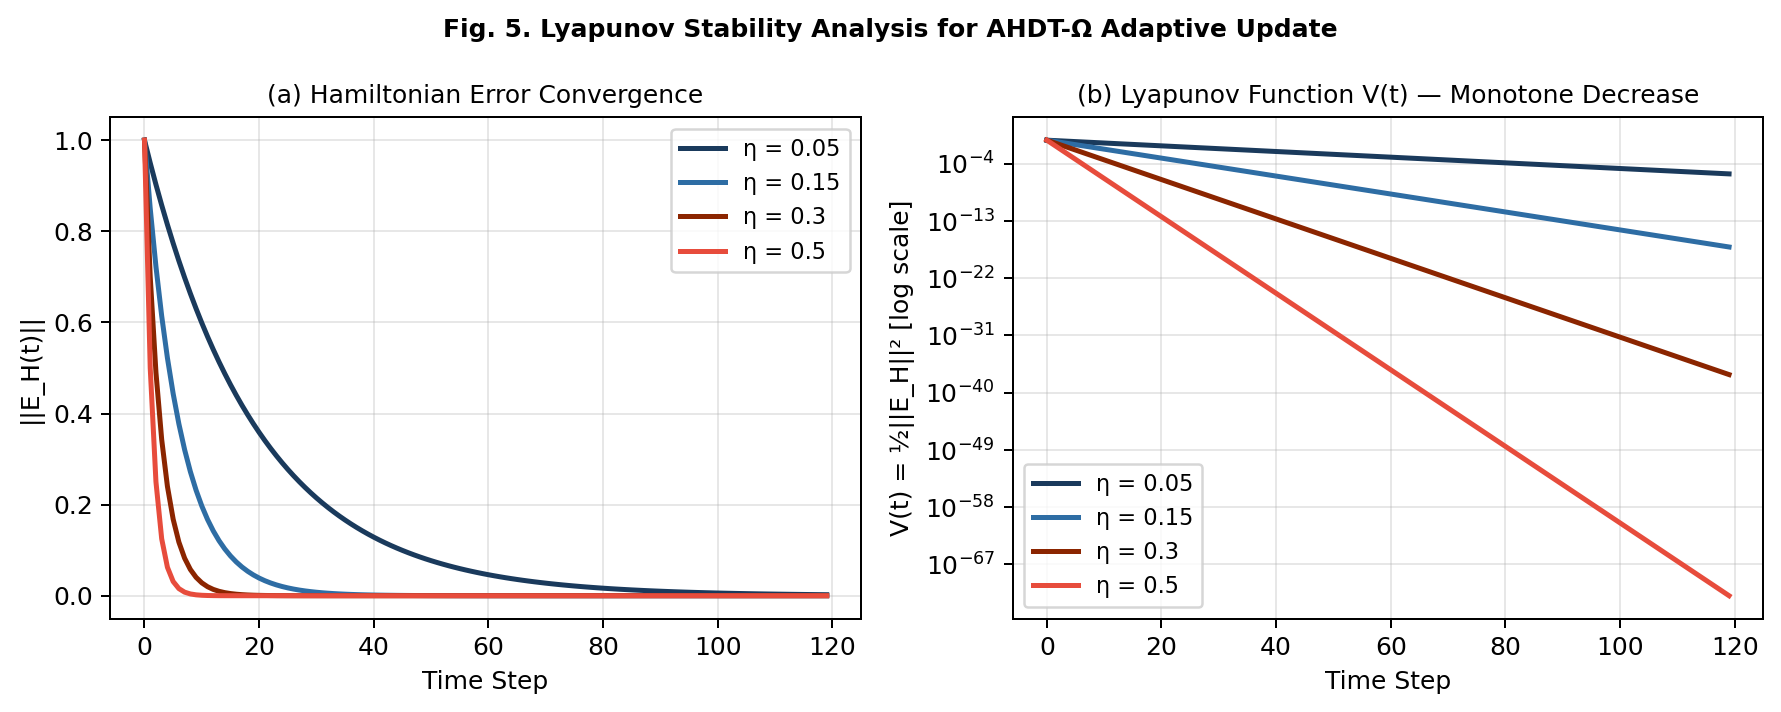 Fig. 5. Lyapunov Stability Analysis for AHDT-Ω Adaptive Update
(a) Hamiltonian Error Convergence
||E_H(t)||
1.0
0.8
0.6
0.4
0.2
0.0
η = 0.05
η = 0.15
η = 0.3
η = 0.5
0 20 40 60 80 100 120
Time Step
(b) Lyapunov Function V(t) — Monotone Decrease
V(t) = ½||E_H||² [log scale]
10⁻⁴
10⁻¹³
10⁻²²
10⁻³¹
10⁻⁴⁰
10⁻⁴⁹
10⁻⁵⁸
10⁻⁶⁷
η = 0.05
η = 0.15
η = 0.3
η = 0.5
0 20 40 60 80 100 120
Time Step